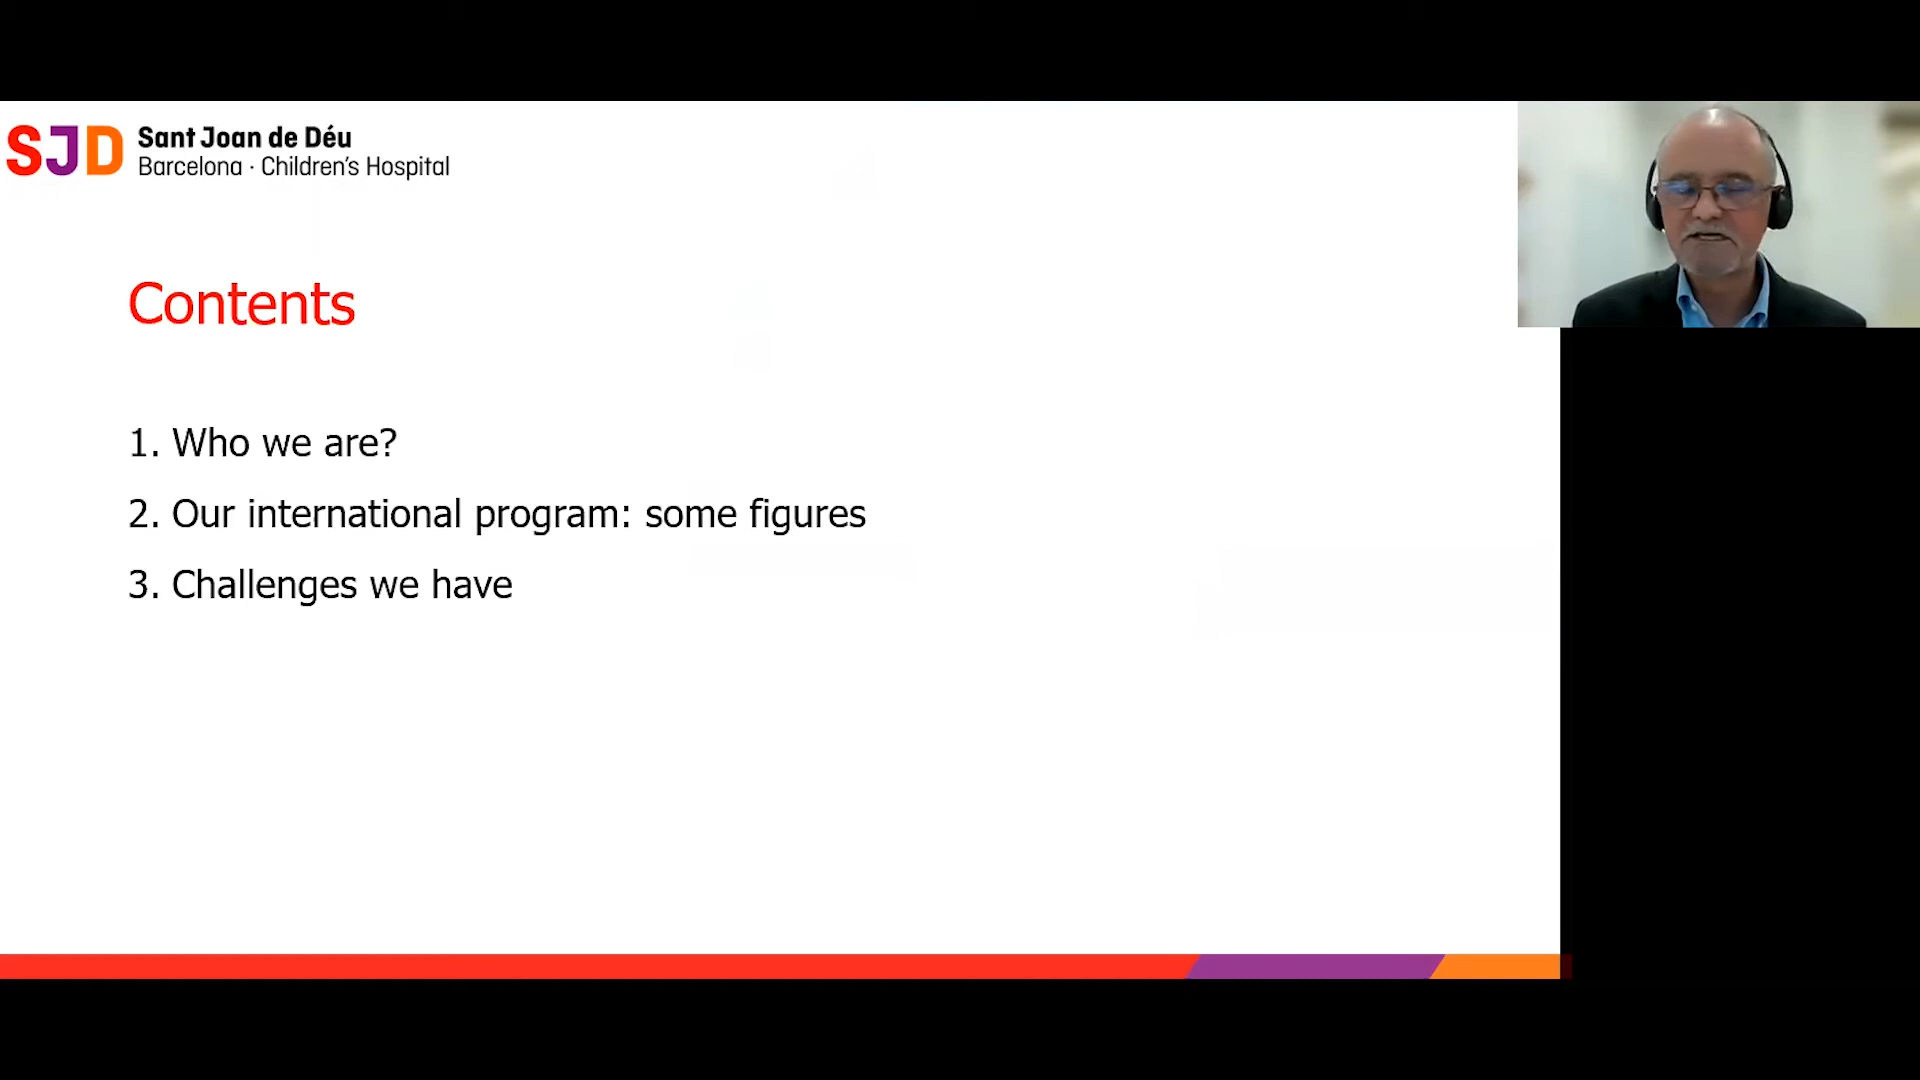 SJD
Sant Joan de Déu
Barcelona · Children's Hospital
Contents
1. Who we are?
2. Our international program: some figures
3. Challenges we have